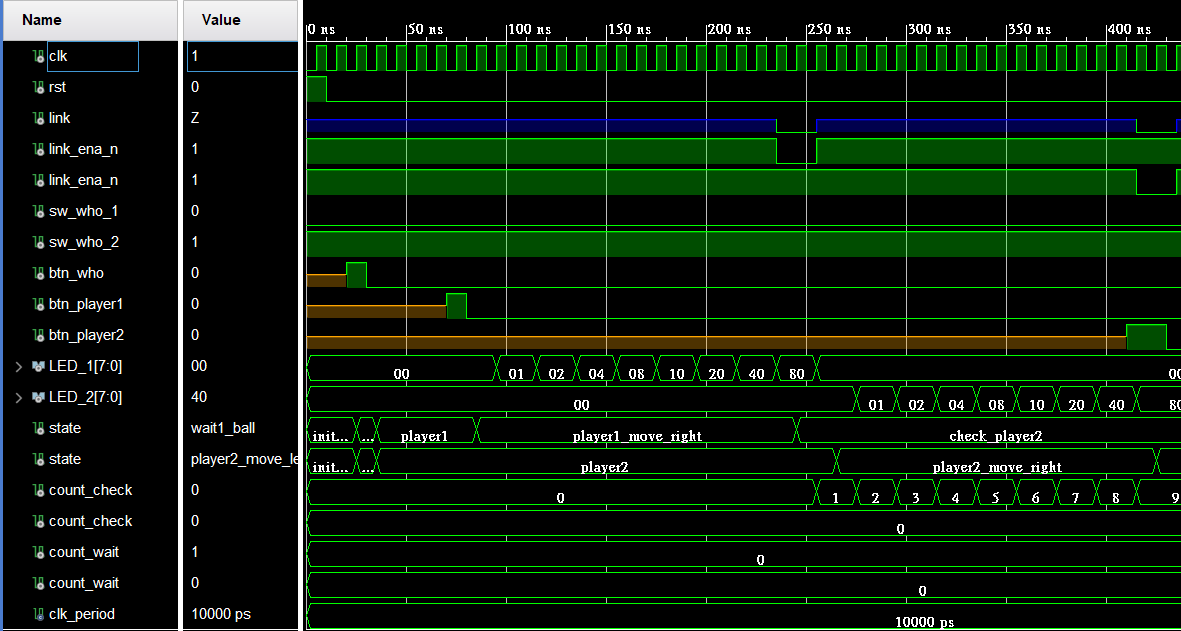 Name Value 0 ns 50 ns 100 ns 150 ns 200 ns 250 ns 300 ns 350 ns 400 ns
clk 1
rst 0
link Z
link_ena_n 1
link_ena_n 1
sw_who_1 0
sw_who_2 1
btn_who 0
btn_player1 0
btn_player2 0
LED_1[7:0] 00 00 01 02 04 08 10 20 40 80 00
LED_2[7:0] 40 00 01 02 04 08 10 20 40 80
state wait1_ball init... ... player1 player1_move_right check_player2
state player2_move_le init... ... player2 player2_move_right
count_check 0 0 1 2 3 4 5 6 7 8 9
count_check 0 0
count_wait 1 0
count_wait 0 0
clk_period 10000 ps 10000 ps